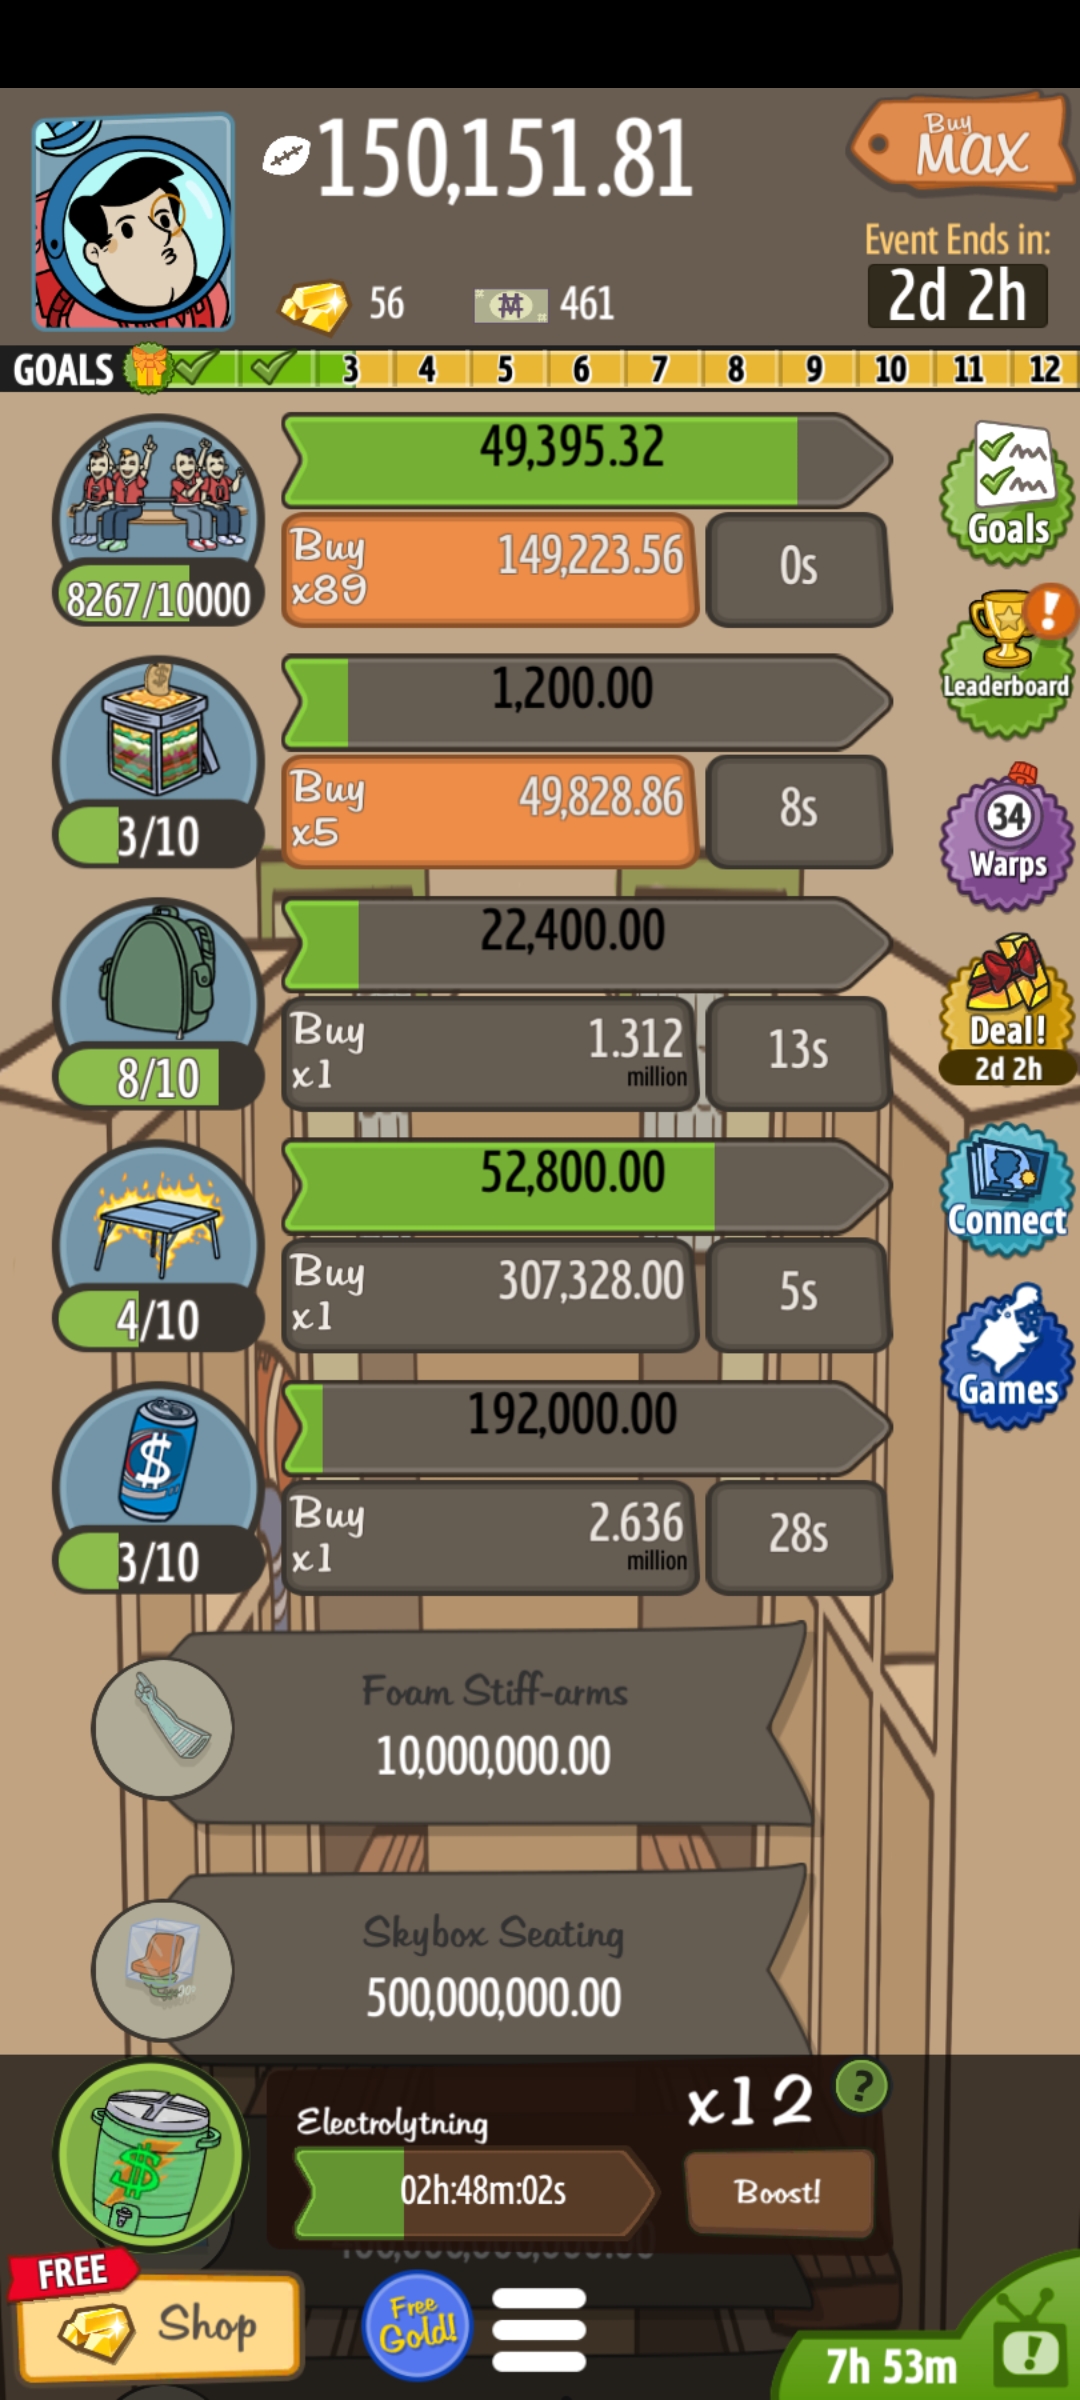 150,151.81
Buy
MAX
56
461
Event Ends in:
2d 2h
GOALS 3 4 5 6 7 8 9 10 11 12
49,395.32
Buy
x89
149,223.56
0s
8267/10000
Goals
1,200.00
Buy
x5
49,828.86
8s
3/10
!
Leaderboard
34
Warps
22,400.00
Buy
x1
1.312
million
13s
8/10
Deal!
2d 2h
52,800.00
Buy
x1
307,328.00
5s
4/10
Connect
192,000.00
Buy
x1
2.636
million
28s
3/10
Games
Foam Stiff-arms
10,000,000.00
Skybox Seating
500,000,000.00
Electrolytning
x12
?
02h:48m:02s
Boost!
FREE
Shop
Free
Gold!
7h 53m
!